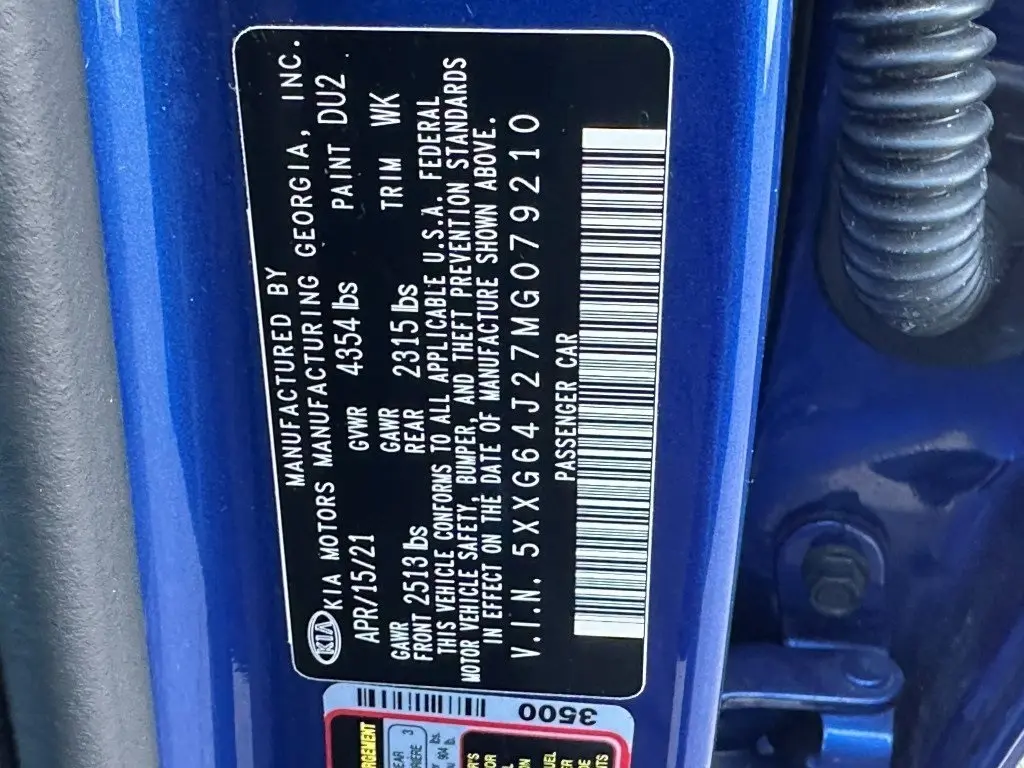 MANUFACTURED BY
KIA KIA MOTORS MANUFACTURING GEORGIA, INC.
APR/15/21 GVWR 4354 lbs PAINT DU2
GAWR GAWR
FRONT 2513 lbs REAR 2315 lbs TRIM WK
THIS VEHICLE CONFORMS TO ALL APPLICABLE U.S.A. FEDERAL
MOTOR VEHICLE SAFETY, BUMPER, AND THEFT PREVENTION STANDARDS
IN EFFECT ON THE DATE OF MANUFACTURE SHOWN ABOVE.
V.I.N. 5XXG64J27MG079210
PASSENGER CAR
3500